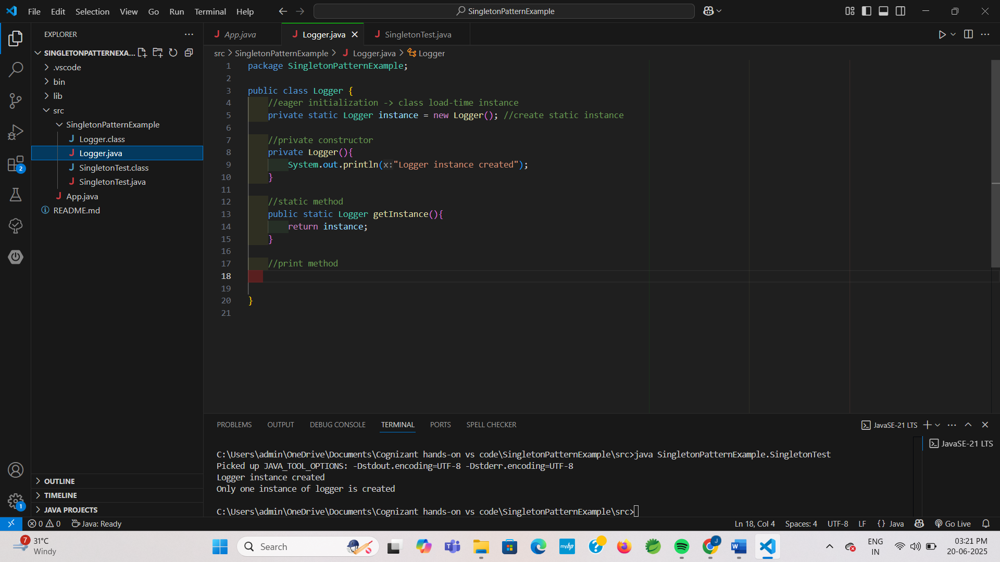 File Edit Selection View Go Run Terminal Help
SingletonPatternExample
EXPLORER
SINGLETONPATTERNEXA...
.vscode
bin
lib
src
SingletonPatternExample
J Logger.class
J Logger.java
J SingletonTest.class
J SingletonTest.java
J App.java
README.md
OUTLINE
TIMELINE
JAVA PROJECTS
2
1
J App.java
J Logger.java
J SingletonTest.java
src > SingletonPatternExample > J Logger.java > Logger
1 package SingletonPatternExample;
2
3 public class Logger {
4 //eager initialization -> class load-time instance
5 private static Logger instance = new Logger(); //create static instance
6
7 //private constructor
8 private Logger(){
9 System.out.println(x:"Logger instance created");
10 }
11
12 //static method
13 public static Logger getInstance(){
14 return instance;
15 }
16
17 //print method
18
19
20 }
21
PROBLEMS OUTPUT DEBUG CONSOLE TERMINAL PORTS SPELL CHECKER
JavaSE-21 LTS
JavaSE-21 LTS
C:\Users\admin\OneDrive\Documents\Cognizant hands-on vs code\SingletonPatternExample\src>java SingletonPatternExample.SingletonTest
Picked up JAVA_TOOL_OPTIONS: -Dstdout.encoding=UTF-8 -Dstderr.encoding=UTF-8
Logger instance created
Only one instance of logger is created
C:\Users\admin\OneDrive\Documents\Cognizant hands-on vs code\SingletonPatternExample\src>
0 0 Java: Ready
Ln 18, Col 4 Spaces: 4 UTF-8 LF {} Java Go Live
7
31°C
Windy
Search
myhp
J
W
ENG
IN
03:21 PM
20-06-2025